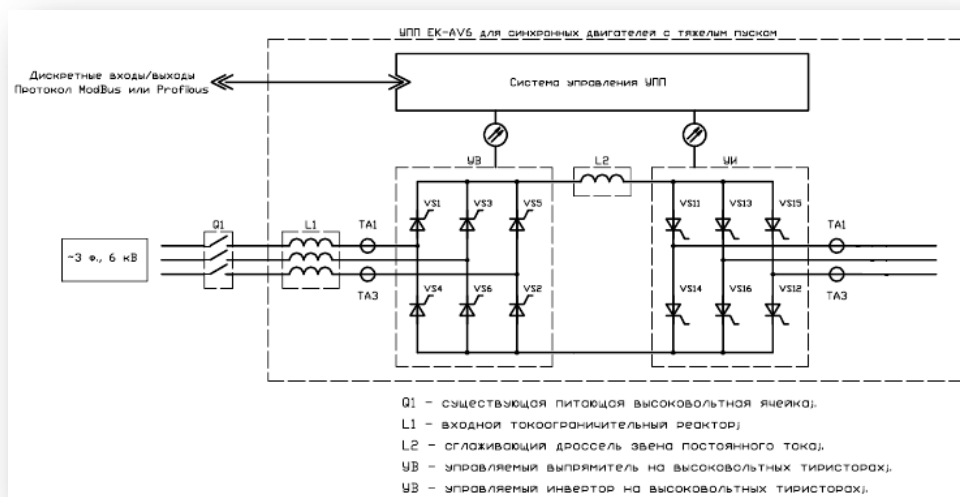 УПП ЕК-AV6 для синхронных двигателей с тяжелым пуском
Дискретные входы/выходы
Протокол ModBus или Profibus
Система управления УПП
УВ
L2
УИ
VS1 VS3 VS5
VS11 VS13 VS15
Q1 L1 TA1
TA1
~3 ф., 6 кВ
TA3
TA3
VS4 VS6 VS2
VS14 VS16 VS12
Q1 - существующая питающая высоковольтная ячейка;.
L1 - входной токоограничительный реактор;
L2 - сглаживающий дроссель звена постоянного тока;.
УВ - управляемый выпрямитель на высоковольтных тиристорах;.
УВ - управляемый инвертор на высоковольтных тиристорах;.